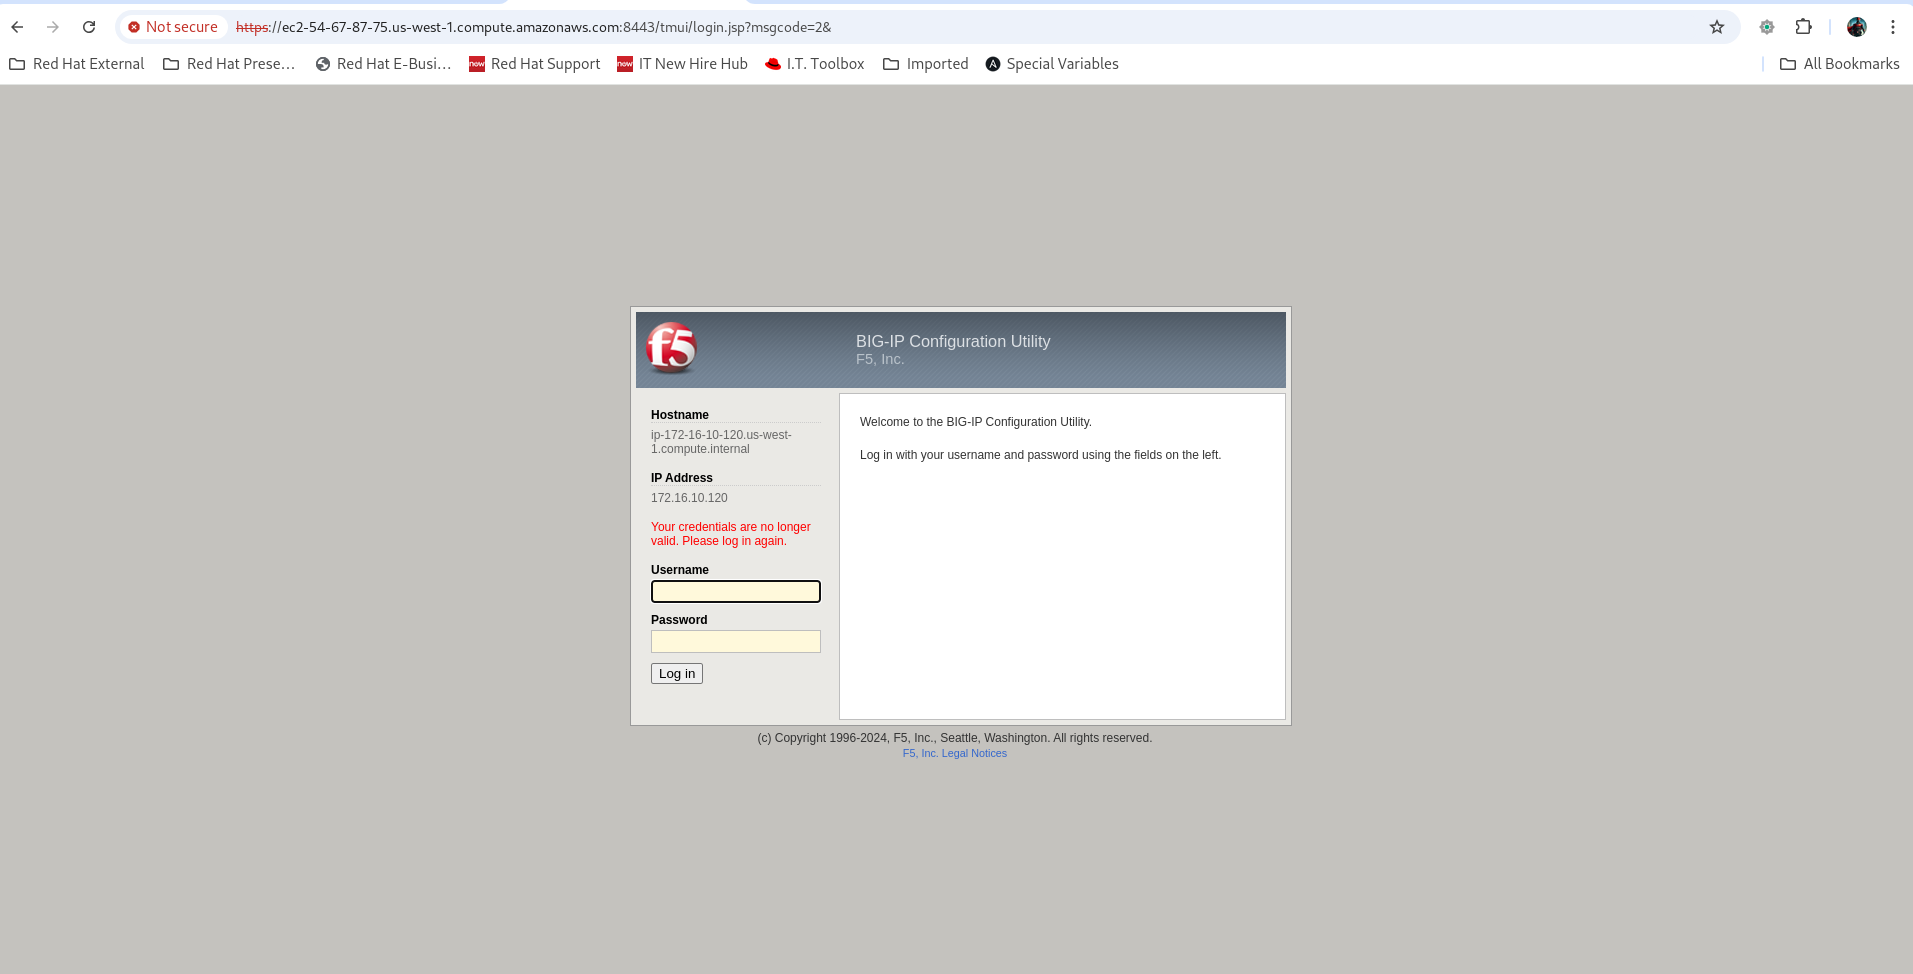 Not secure https://ec2-54-67-87-75.us-west-1.compute.amazonaws.com:8443/tmui/login.jsp?msgcode=2&
Red Hat External Red Hat Prese... Red Hat E-Busi... now Red Hat Support now IT New Hire Hub I.T. Toolbox Imported A Special Variables All Bookmarks
f5
BIG-IP Configuration Utility
F5, Inc.
Hostname
ip-172-16-10-120.us-west-
1.compute.internal
IP Address
172.16.10.120
Your credentials are no longer
valid. Please log in again.
Username
Password
Log in
Welcome to the BIG-IP Configuration Utility.
Log in with your username and password using the fields on the left.
(c) Copyright 1996-2024, F5, Inc., Seattle, Washington. All rights reserved.
F5, Inc. Legal Notices